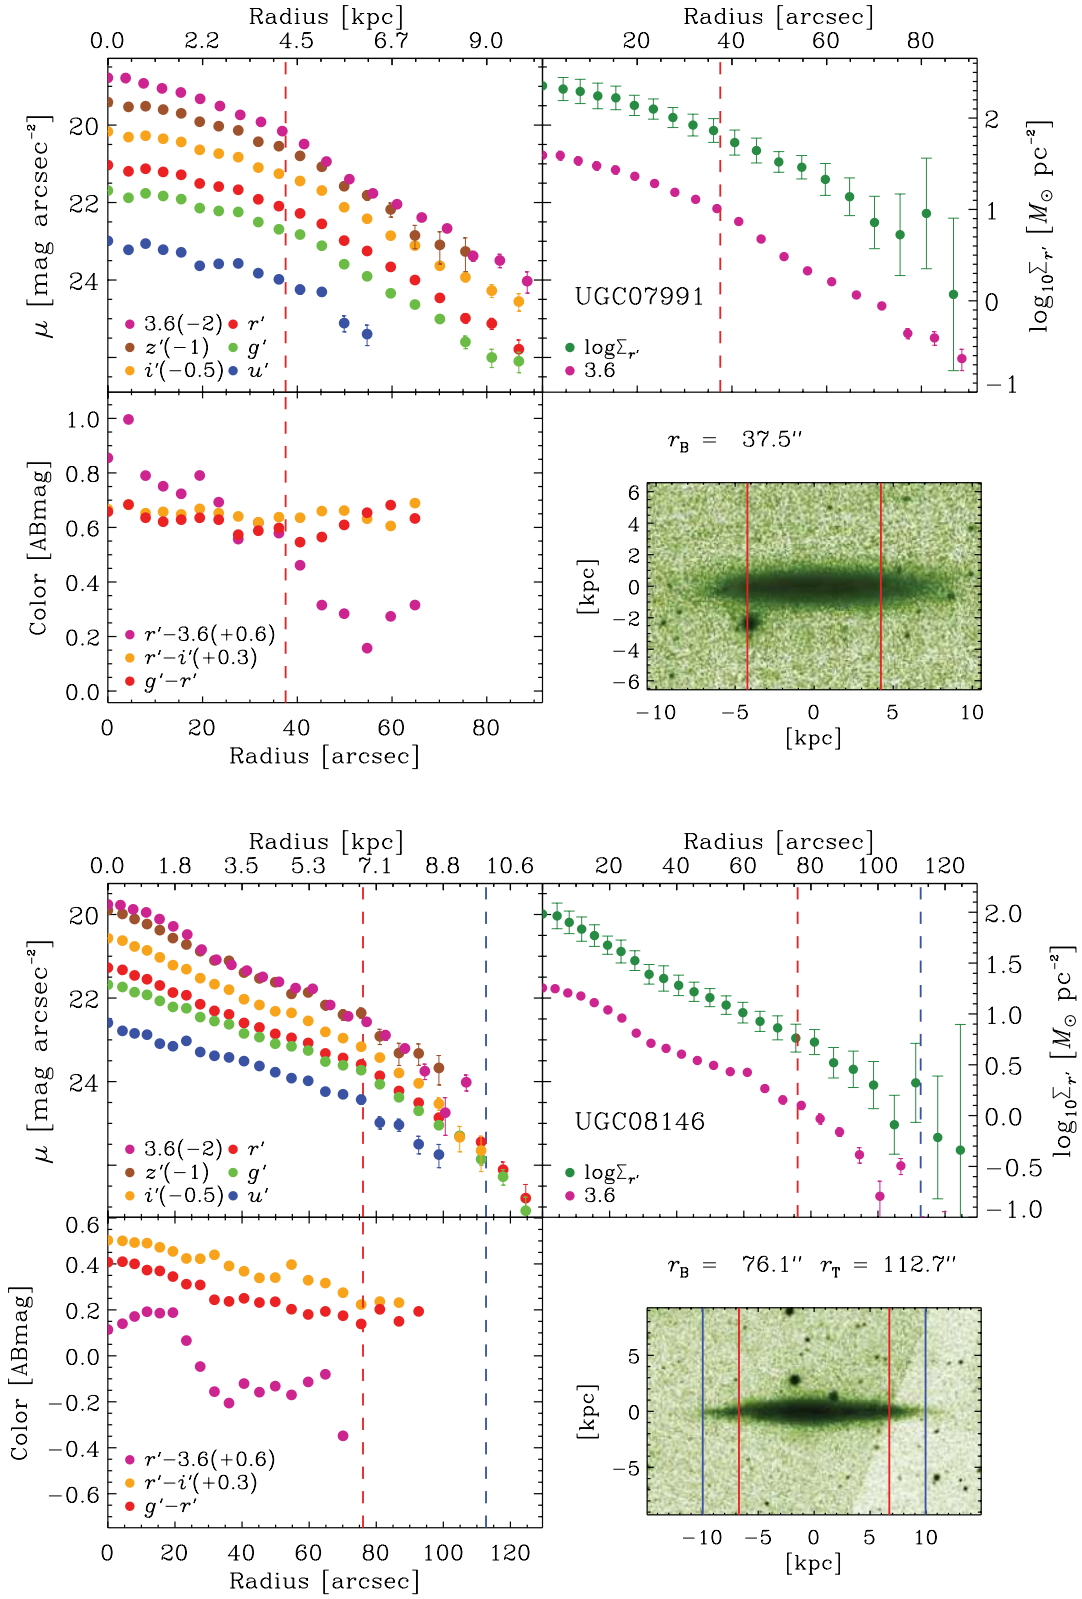 Radius [kpc] Radius [arcsec]
0.0 2.2 4.5 6.7 9.0 20 40 60 80
20
22
24
μ [mag arcsec⁻²]
2
1
0
−1
log₁₀Σr′ [M⊙ pc⁻²]
3.6(−2) r′
z′(−1) g′
i′(−0.5) u′
UGC07991
logΣr′
3.6
1.0
0.8
0.6
0.4
0.2
0.0
Color [ABmag]
r′−3.6(+0.6)
r′−i′(+0.3)
g′−r′
0 20 40 60 80
Radius [arcsec]
rB = 37.5″
6
4
2
0
−2
−4
−6
[kpc]
−10 −5 0 5 10
[kpc]
Radius [kpc] Radius [arcsec]
0.0 1.8 3.5 5.3 7.1 8.8 10.6 20 40 60 80 100 120
20
22
24
μ [mag arcsec⁻²]
2.0
1.5
1.0
0.5
0.0
−0.5
−1.0
log₁₀Σr′ [M⊙ pc⁻²]
3.6(−2) r′
z′(−1) g′
i′(−0.5) u′
UGC08146
logΣr′
3.6
0.6
0.4
0.2
0.0
−0.2
−0.4
−0.6
Color [ABmag]
r′−3.6(+0.6)
r′−i′(+0.3)
g′−r′
0 20 40 60 80 100 120
Radius [arcsec]
rB = 76.1″ rT = 112.7″
5
0
−5
[kpc]
−10 −5 0 5 10
[kpc]